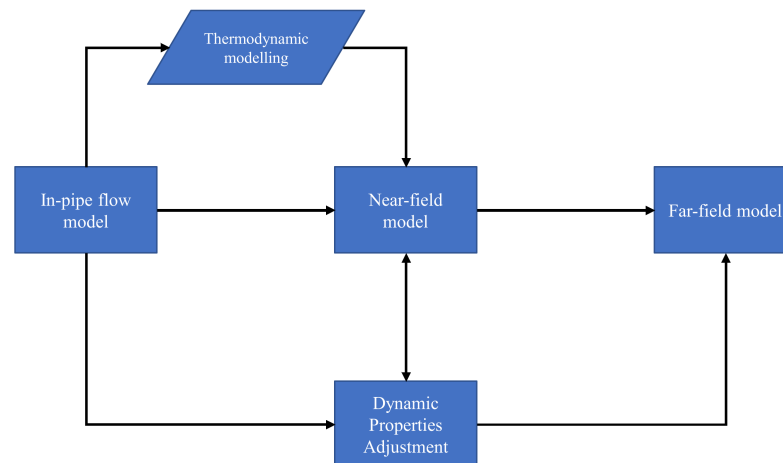 Thermodynamic
modelling
In-pipe flow
model
Near-field
model
Far-field model
Dynamic
Properties
Adjustment